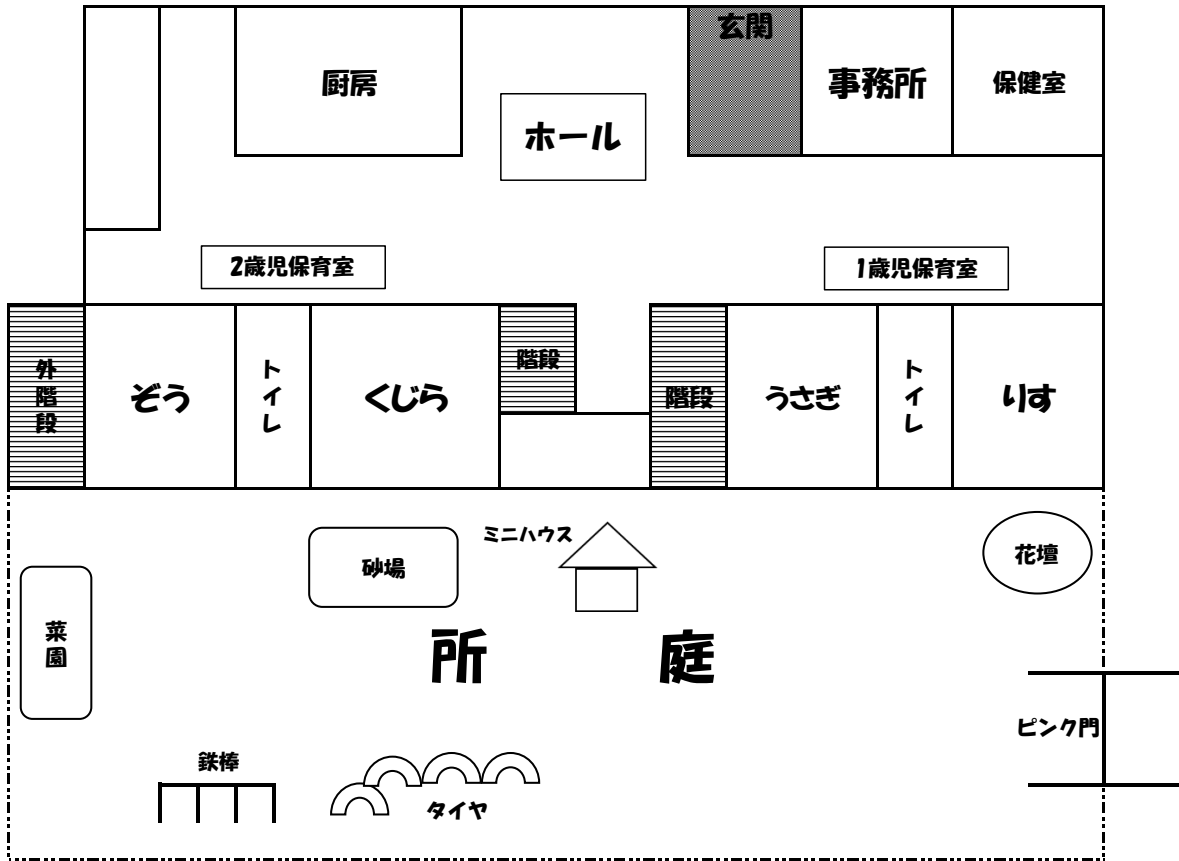 玄関
厨房
事務所
保健室
ホール
2歳児保育室
1歳児保育室
外階段
ぞう
トイレ
くじら
階段
階段
うさぎ
トイレ
りす
ミニハウス
砂場
花壇
菜園
所庭
ピンク門
鉄棒
タイヤ